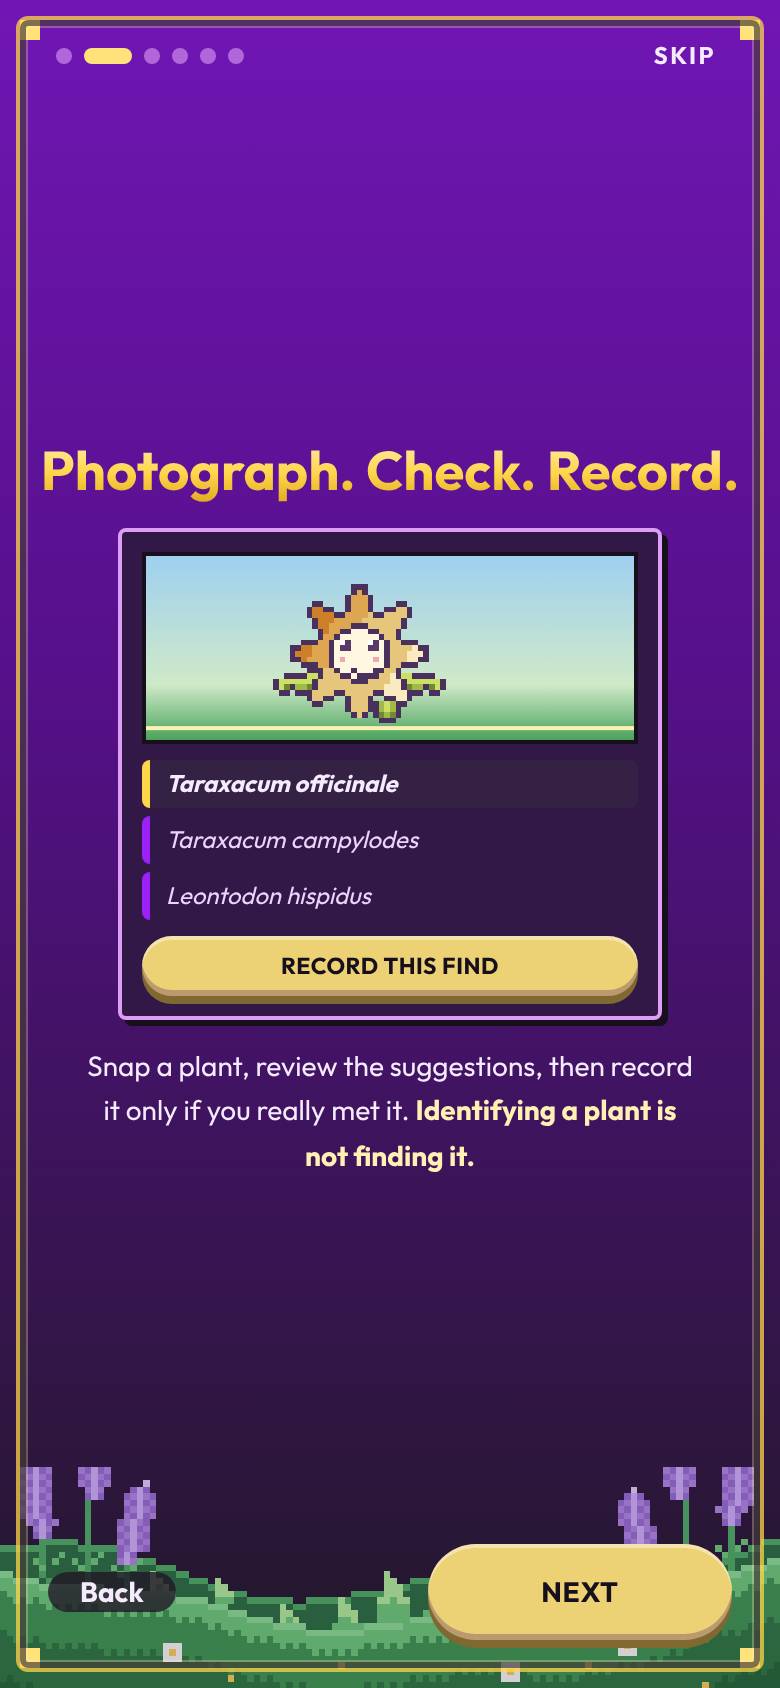 SKIP
Photograph. Check. Record.
Taraxacum officinale
Taraxacum campylodes
Leontodon hispidus
RECORD THIS FIND
Snap a plant, review the suggestions, then record
it only if you really met it. Identifying a plant is
not finding it.
Back
NEXT